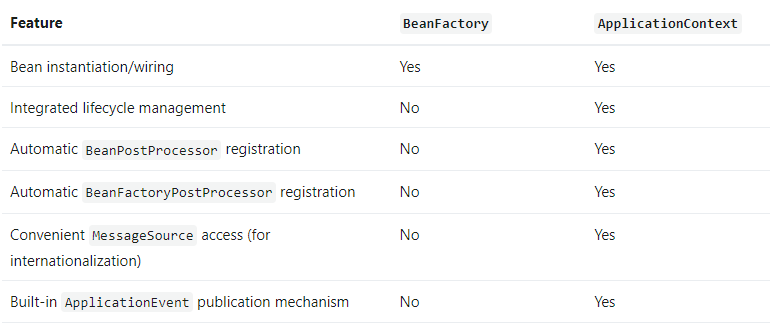 Feature BeanFactory ApplicationContext
Bean instantiation/wiring Yes Yes
Integrated lifecycle management No Yes
Automatic BeanPostProcessor registration No Yes
Automatic BeanFactoryPostProcessor registration No Yes
Convenient MessageSource access (for No Yes
internationalization)
Built-in ApplicationEvent publication mechanism No Yes